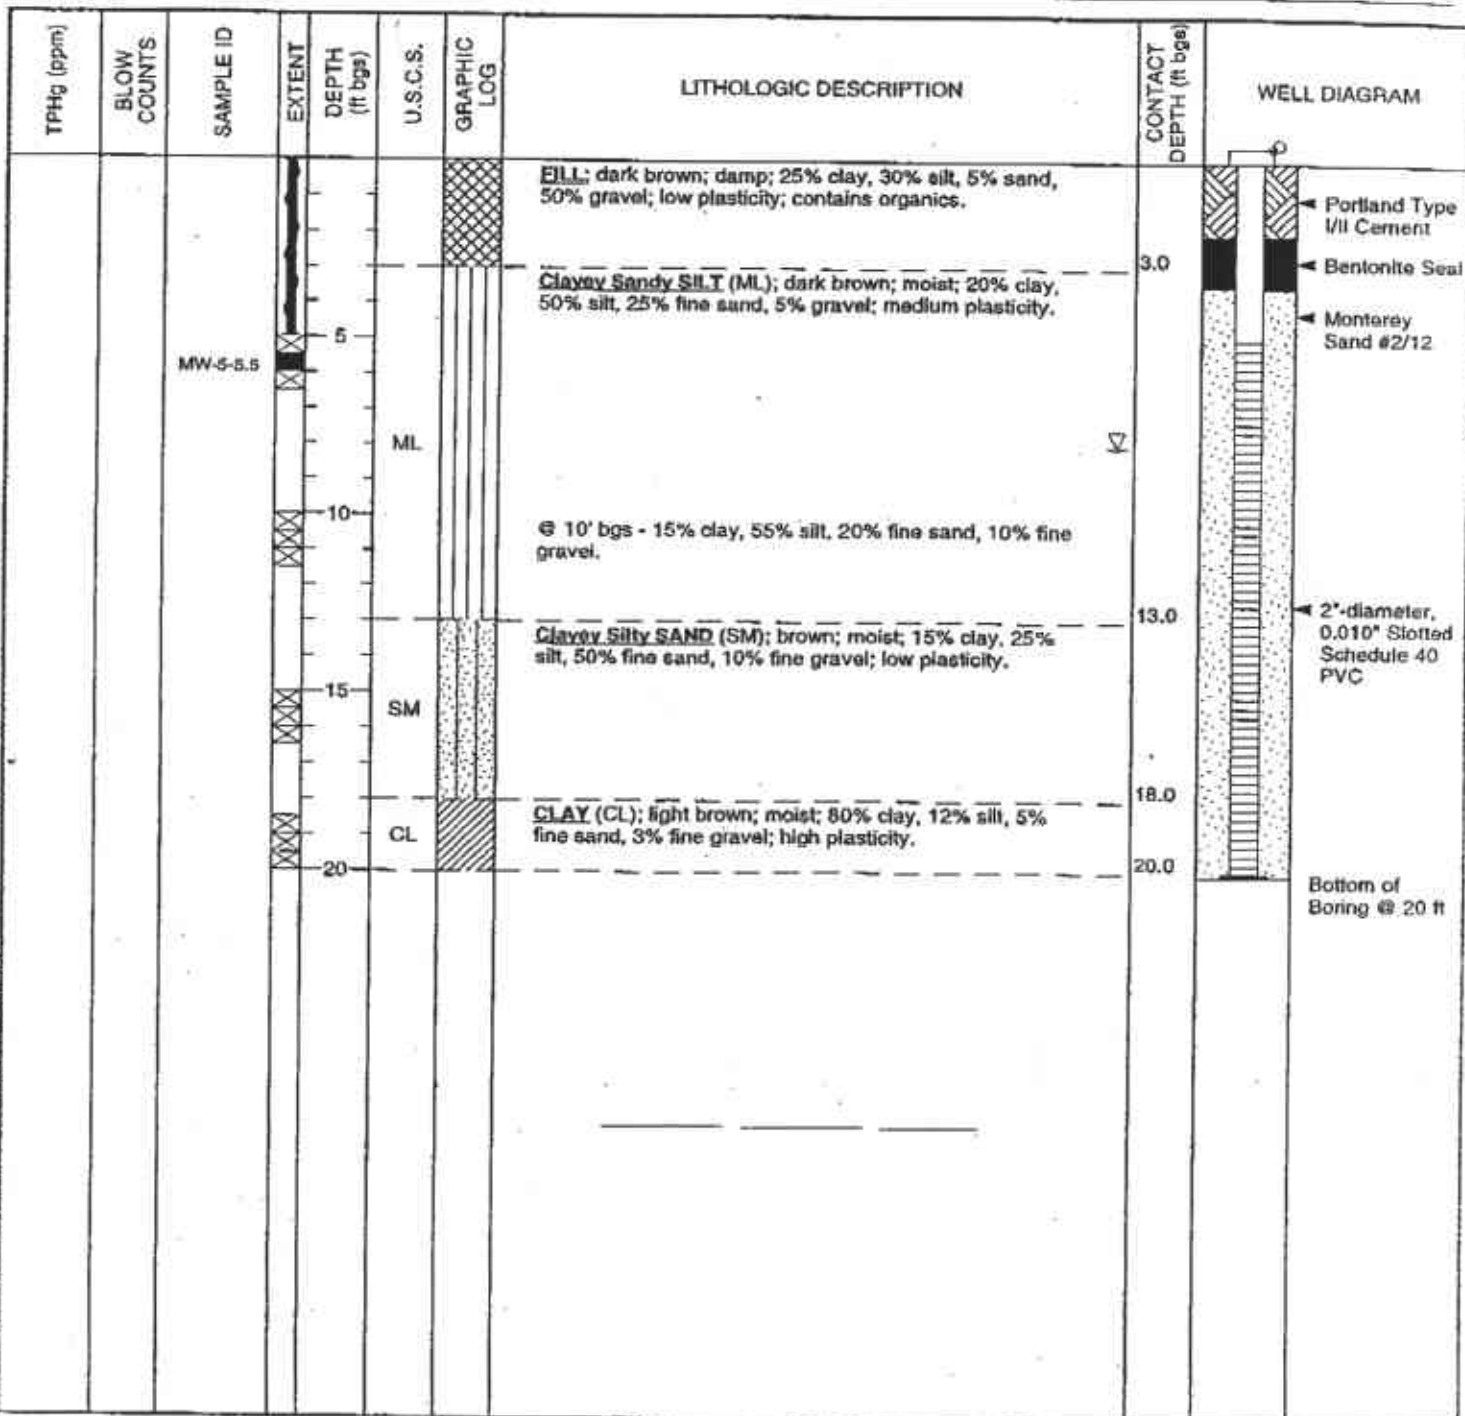 TPHg (ppm)
BLOW
COUNTS
SAMPLE ID
EXTENT
DEPTH
(ft bgs)
U.S.C.S.
GRAPHIC
LOG
LITHOLOGIC DESCRIPTION
CONTACT
DEPTH (ft bgs)
WELL DIAGRAM
FILL; dark brown; damp; 25% clay, 30% silt, 5% sand,
50% gravel; low plasticity; contains organics.
Portland Type
I/II Cement
3.0
Bentonite Seal
Clayey Sandy SILT (ML); dark brown; moist; 20% clay,
50% silt, 25% fine sand, 5% gravel; medium plasticity.
Monterey
Sand #2/12
5
MW-5-5.5
ML
10
@ 10' bgs - 15% clay, 55% silt, 20% fine sand, 10% fine
gravel.
13.0
2"-diameter,
0.010" Slotted
Schedule 40
PVC
Clayey Silty SAND (SM); brown; moist; 15% clay, 25%
silt, 50% fine sand, 10% fine gravel; low plasticity.
15
SM
18.0
CLAY (CL); light brown; moist; 80% clay, 12% silt, 5%
fine sand, 3% fine gravel; high plasticity.
CL
20
20.0
Bottom of
Boring @ 20 ft